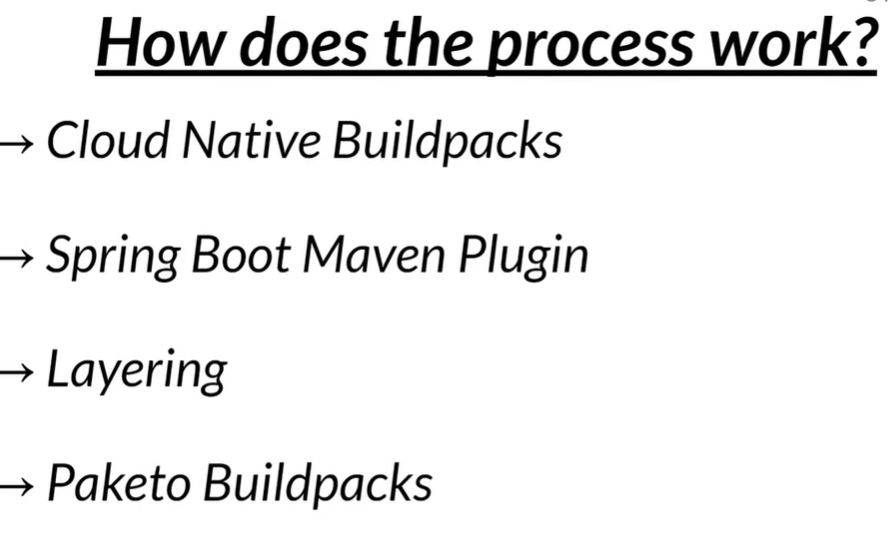 How does the process work?
→ Cloud Native Buildpacks
→ Spring Boot Maven Plugin
→ Layering
→ Paketo Buildpacks